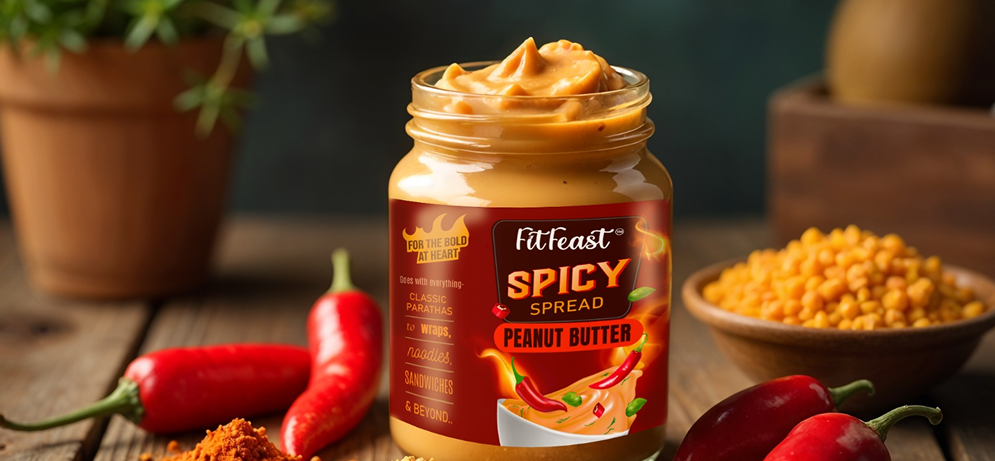 FOR THE BOLD
AT HEART
Goes with everything-
CLASSIC
PARATHAS
to wraps,
noodles,
SANDWICHES
& BEYOND..
FitFeast™
SPICY
SPREAD
PEANUT BUTTER